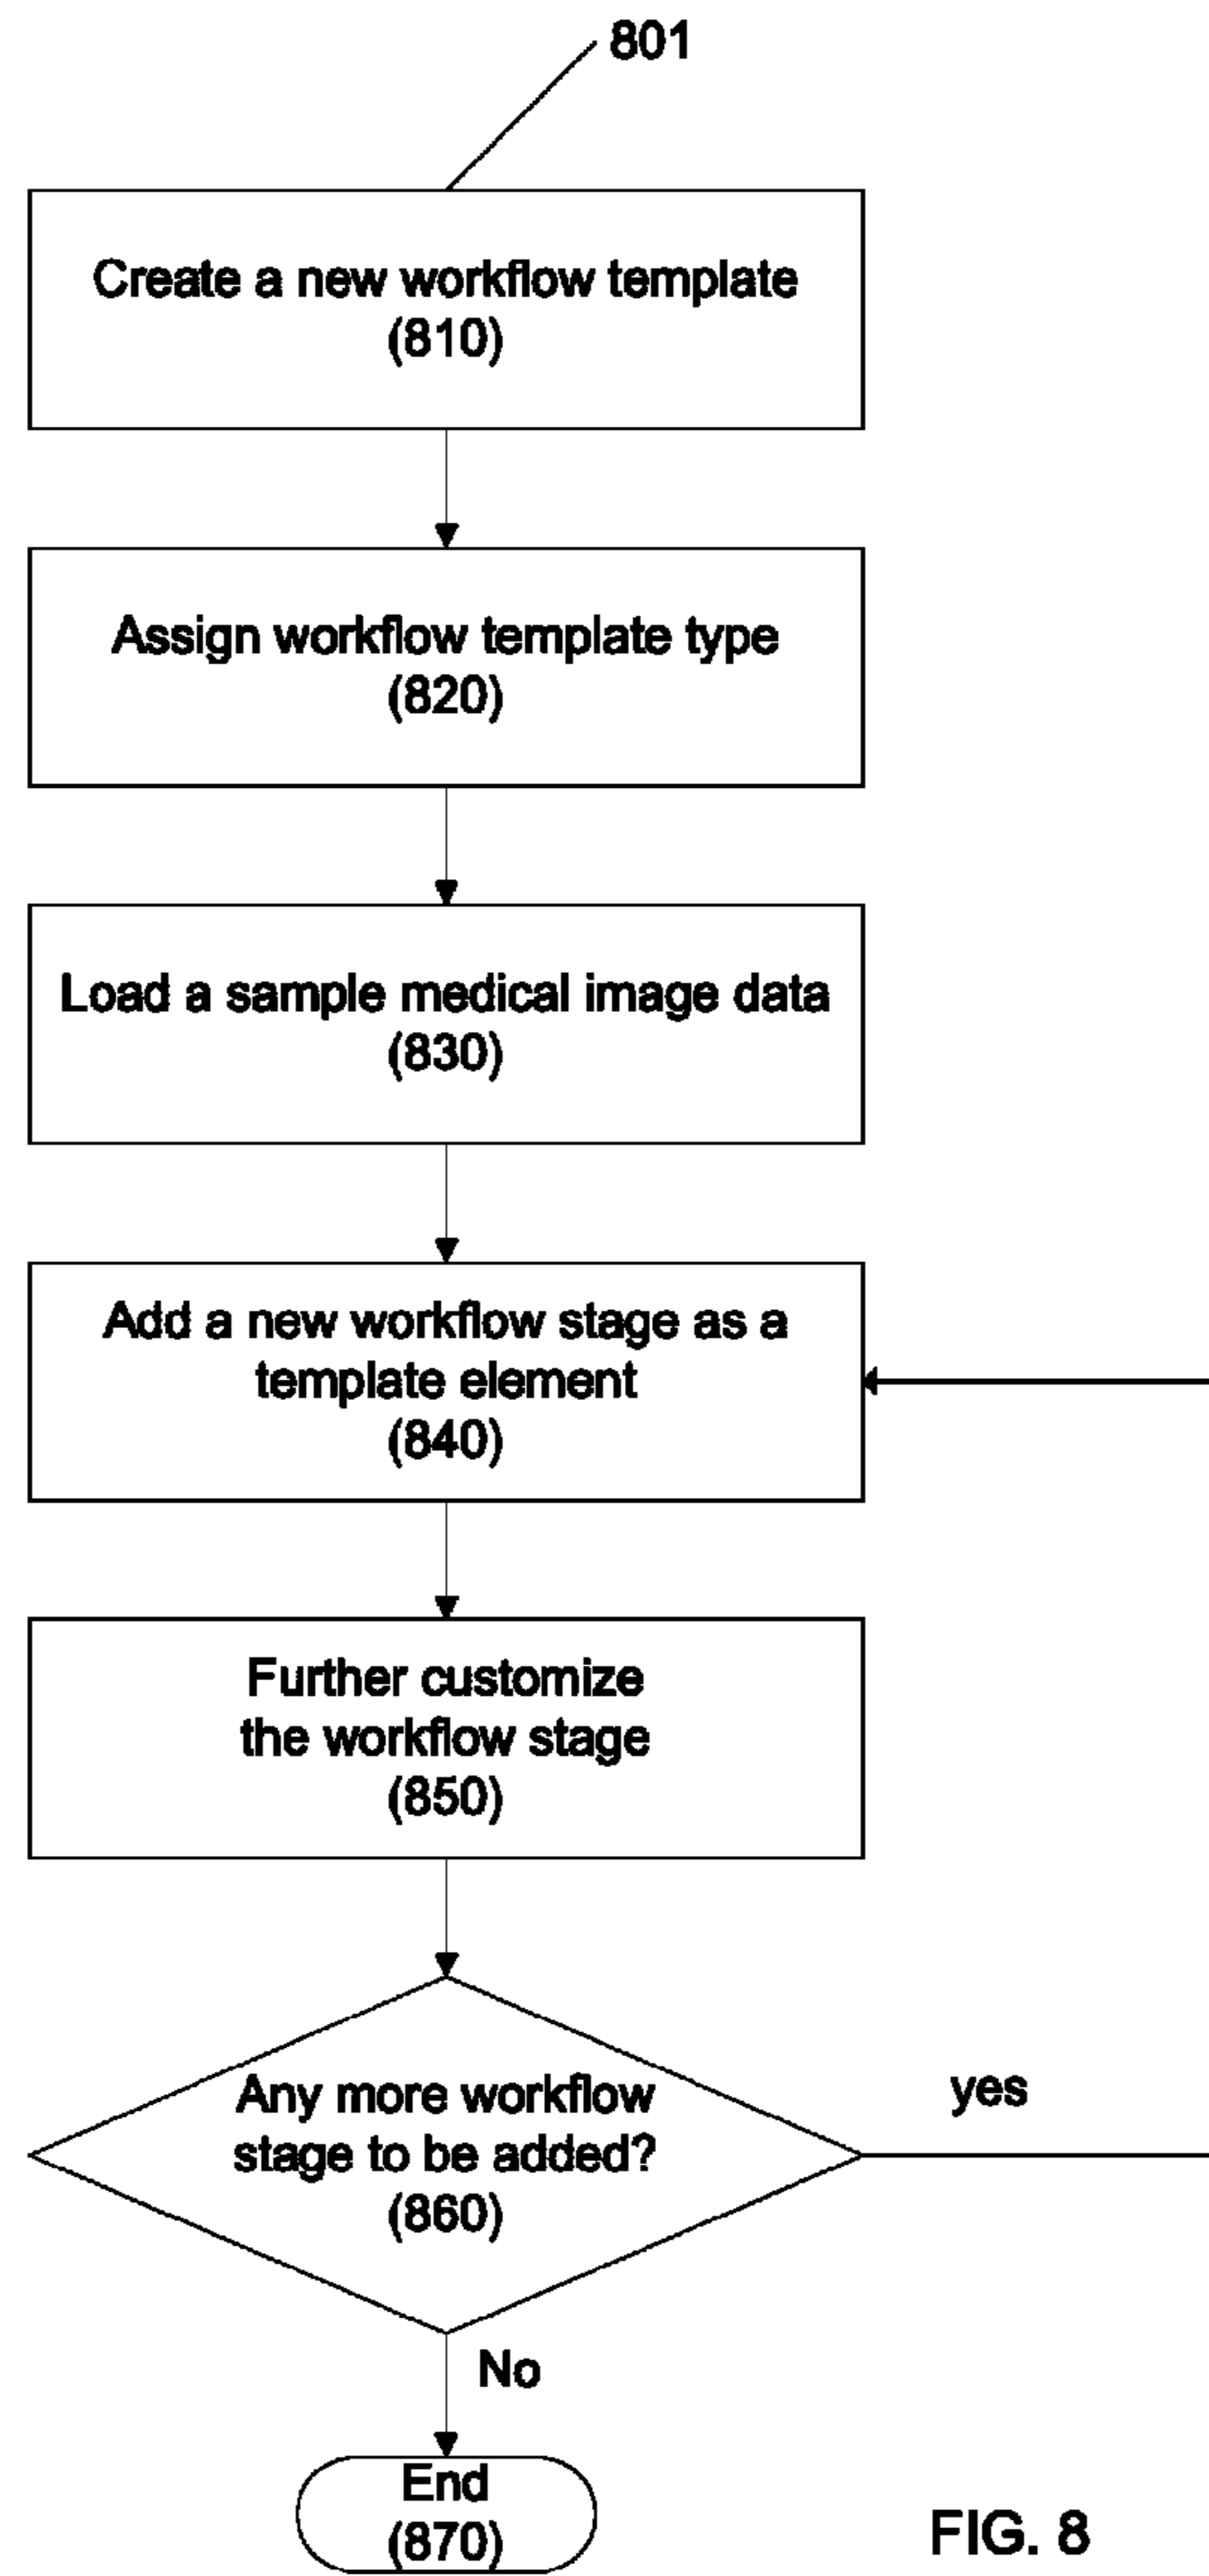 801
Create a new workflow template
(810)
Assign workflow template type
(820)
Load a sample medical image data
(830)
Add a new workflow stage as a
template element
(840)
Further customize
the workflow stage
(850)
Any more workflow
stage to be added?
(860)
yes
No
End
(870)
FIG. 8